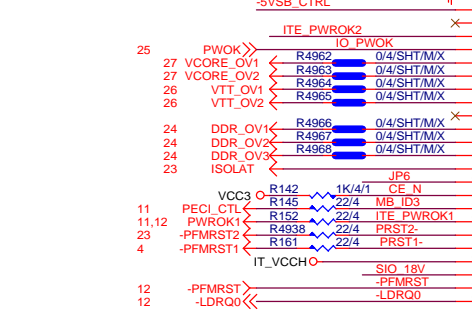 -5VSB_CTRL
ITE_PWROK2
25 PWOK IO_PWOK
27 VCORE_OV1 R4962 0/4/SHT/M/X
27 VCORE_OV2 R4963 0/4/SHT/M/X
26 VTT_OV1 R4964 0/4/SHT/M/X
26 VTT_OV2 R4965 0/4/SHT/M/X
24 DDR_OV1 R4966 0/4/SHT/M/X
24 DDR_OV2 R4967 0/4/SHT/M/X
24 DDR_OV3 R4968 0/4/SHT/M/X
23 ISOLAT
JP6
VCC3 R142 1K/4/1 CE_N
11 PECI_CTL R145 22/4 MB_ID3
11,12 PWROK1 R152 22/4 ITE_PWROK1
23 -PFMRST2 R4938 22/4 PRST2-
4 -PFMRST1 R161 22/4 PRST1-
IT_VCCH
SIO_18V
12 -PFMRST -PFMRST
12 -LDRQ0 -LDRQ0